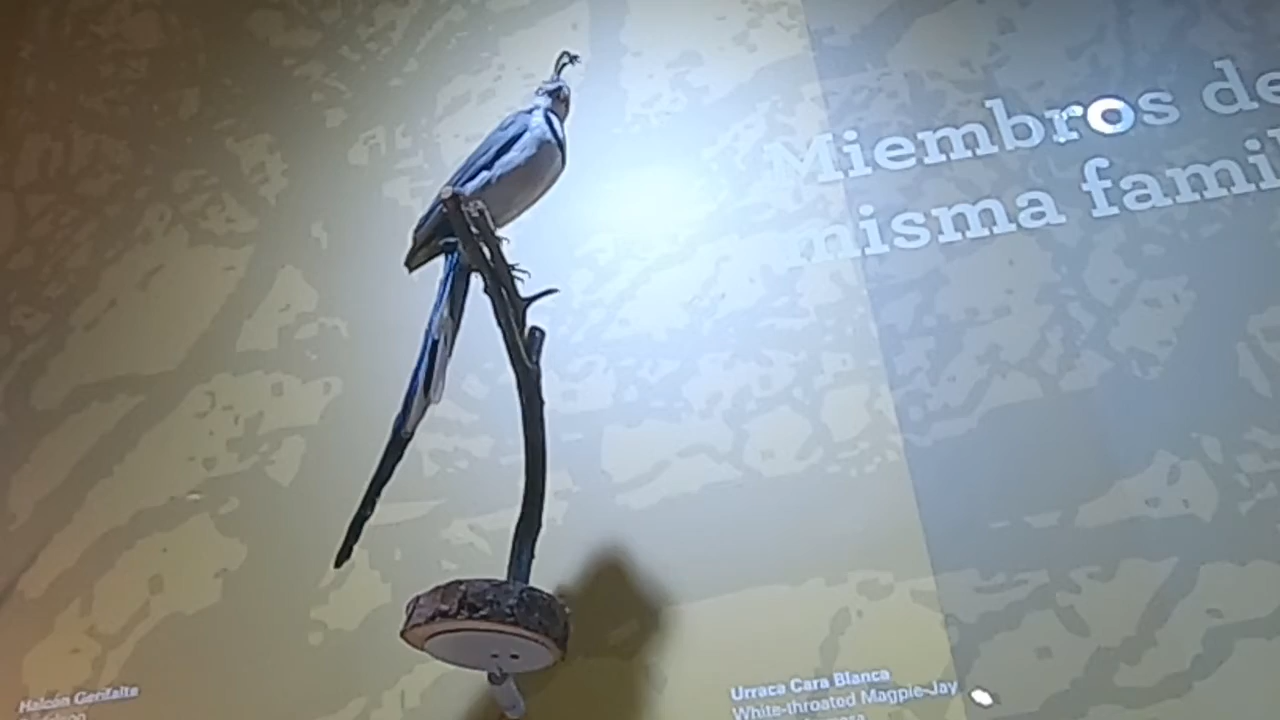 Miembros de
misma famil
Halcón Gerifalte
Urraca Cara Blanca
White-throated Magpie-Jay